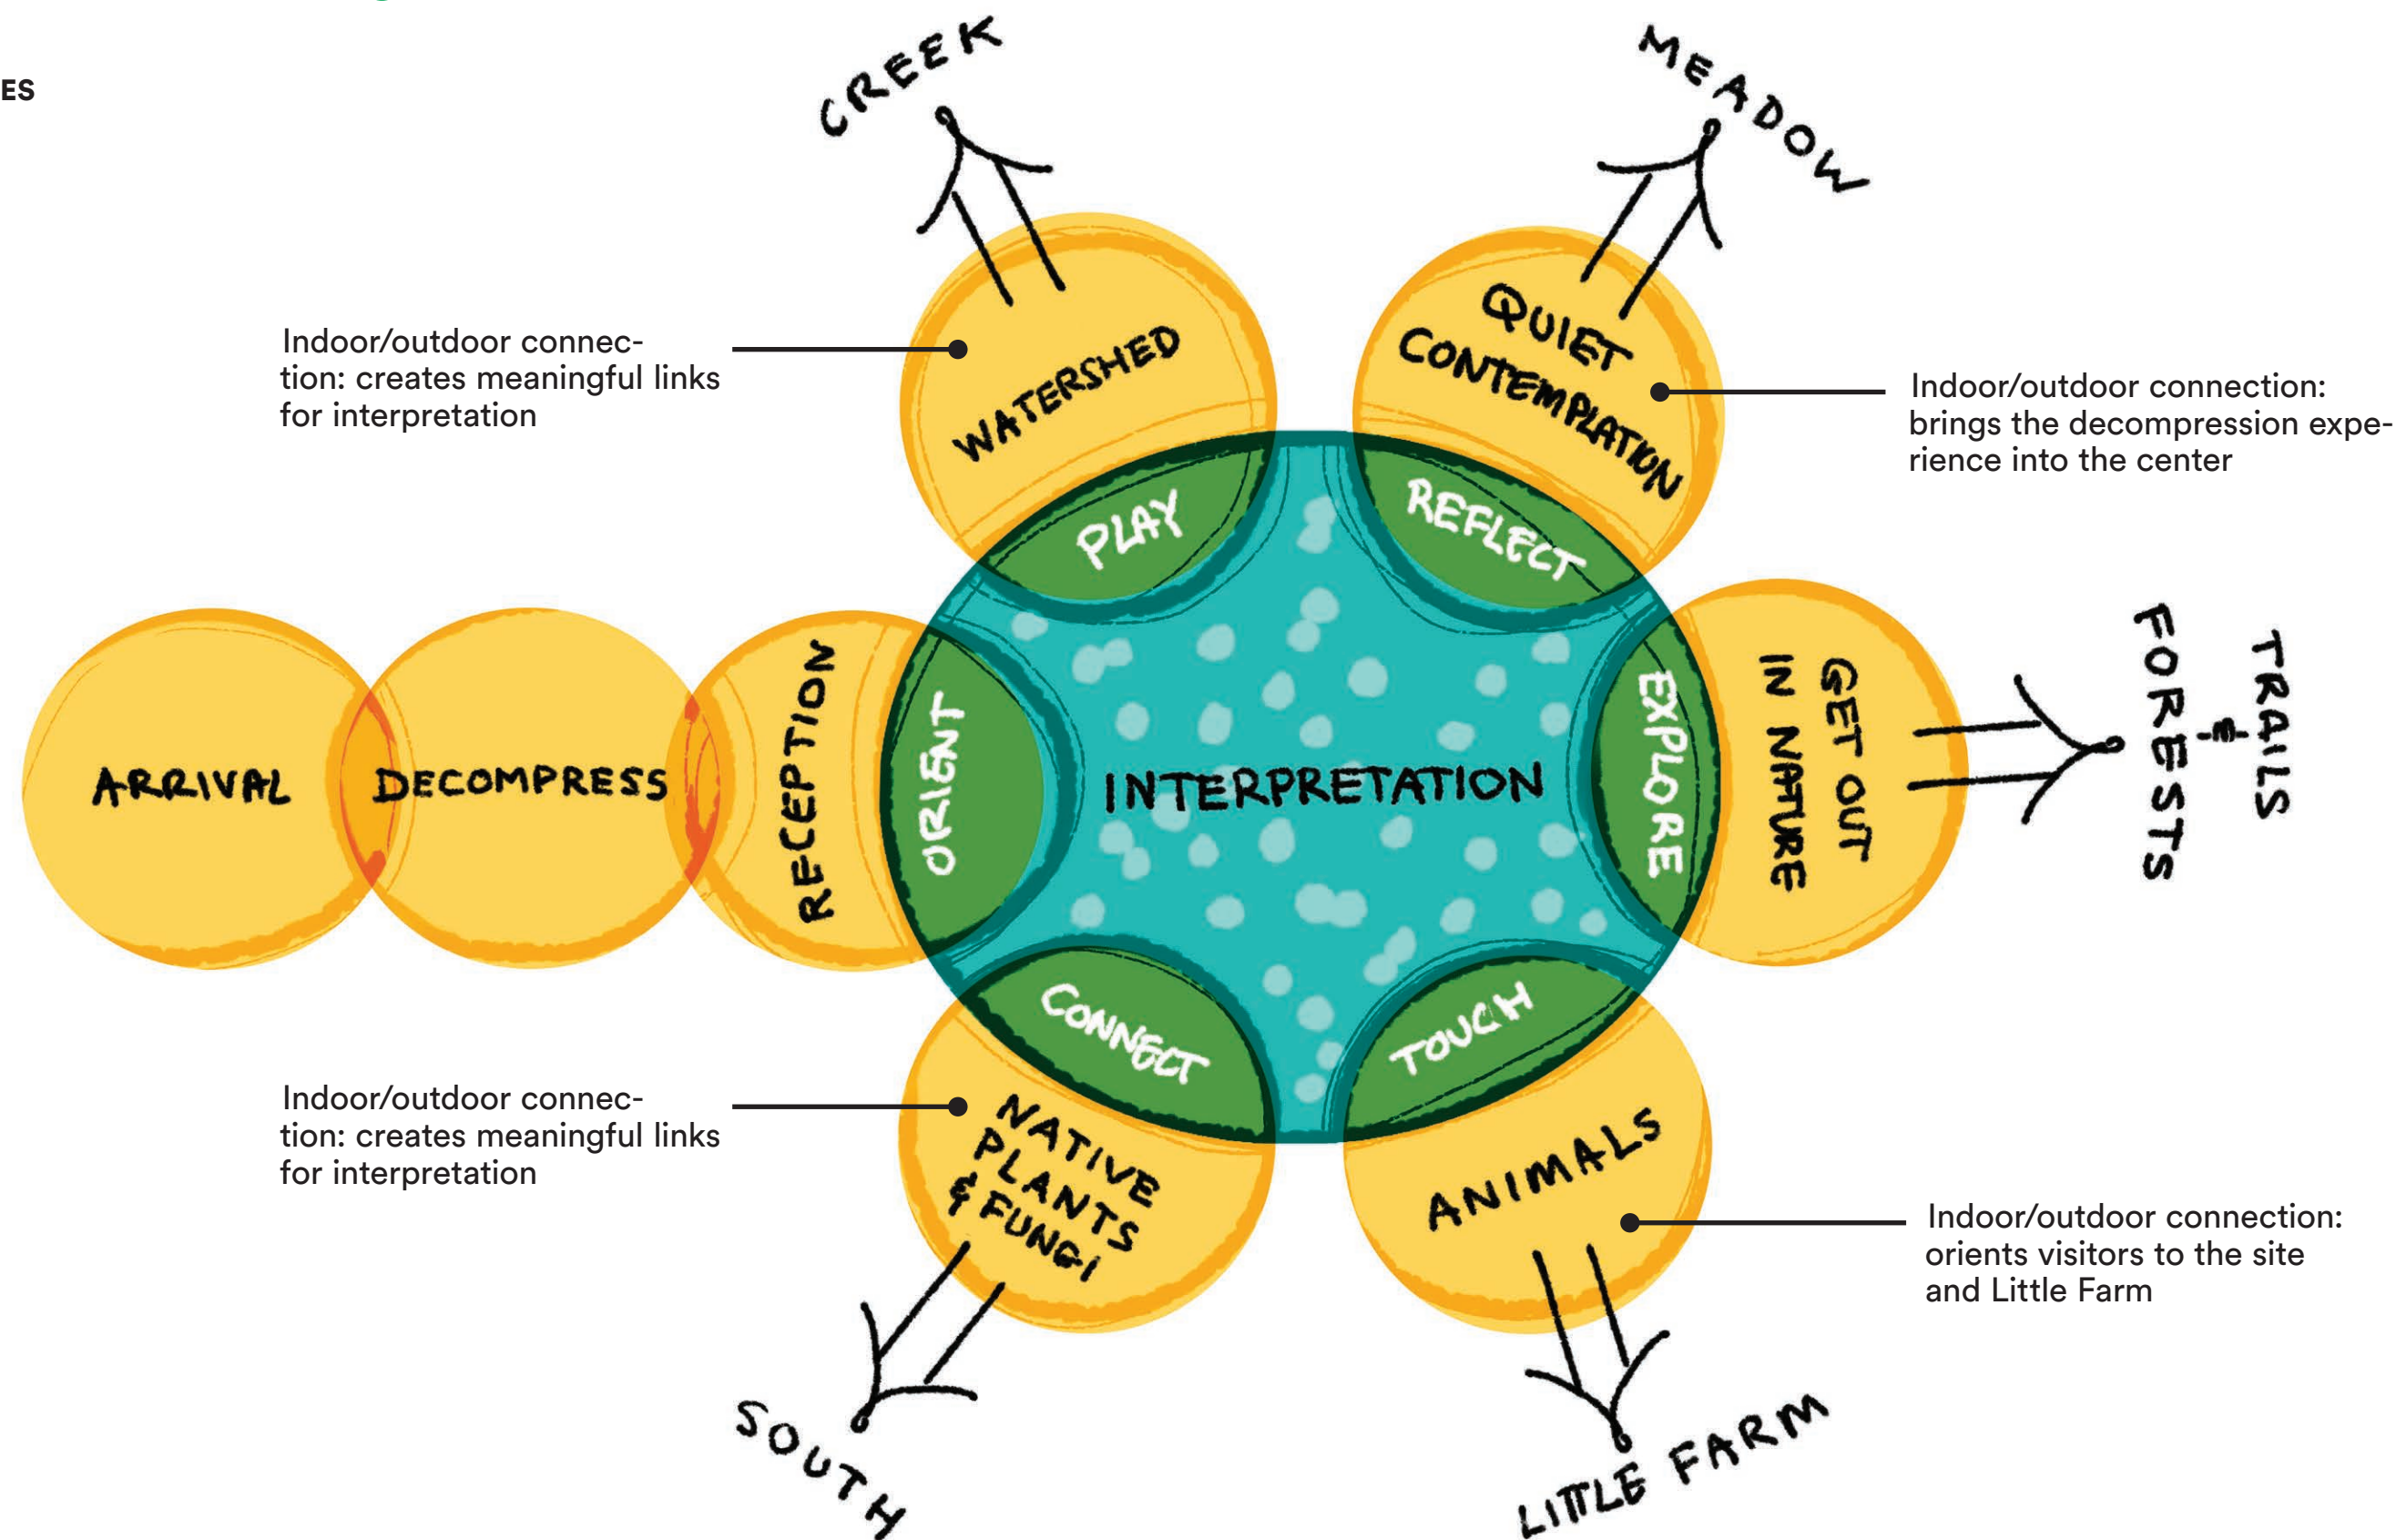 ES
CREEK
MEADOW
Indoor/outdoor connec-
tion: creates meaningful links
for interpretation
WATERSHED
QUIET
CONTEMPLATION
Indoor/outdoor connection:
brings the decompression expe-
rience into the center
PLAY
REFLECT
ARRIVAL
DECOMPRESS
RECEPTION
ORIENT
INTERPRETATION
EXPLORE
GET OUT
IN NATURE
TRAILS
&
FORESTS
CONNECT
TOUCH
Indoor/outdoor connec-
tion: creates meaningful links
for interpretation
NATIVE
PLANTS
& FUNGI
ANIMALS
Indoor/outdoor connection:
orients visitors to the site
and Little Farm
SOUTH
LITTLE FARM